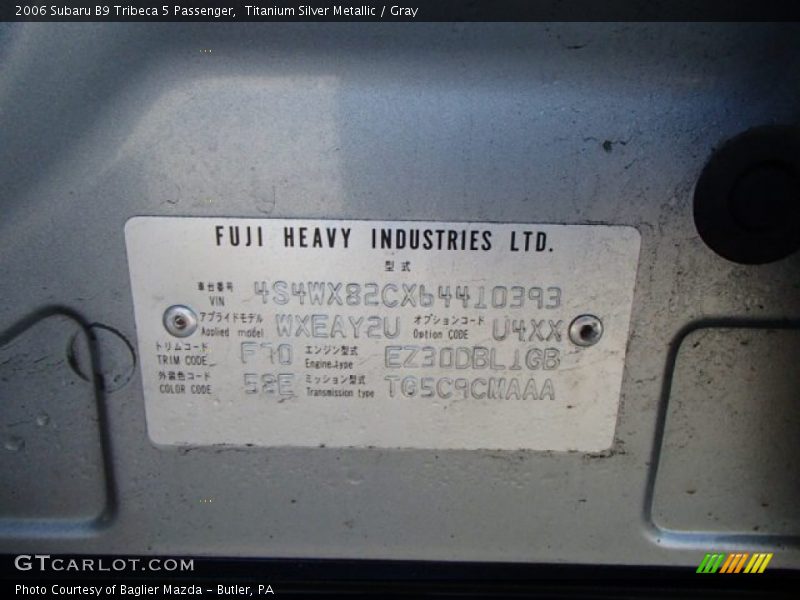 2006 Subaru B9 Tribeca 5 Passenger,  Titanium Silver Metallic / Gray
FUJI HEAVY INDUSTRIES LTD.
型式
車台番号 VIN 4S4WX82CX64410393
アプライドモデル Applied model WXEAY2U オプションコード Option CODE U4XX
トリムコード TRIM CODE F70 エンジン型式 Engine type EZ30DBL1GB
外装色コード COLOR CODE 52E ミッション型式 Transmission type TG5C9CMAAA
GTCARLOT.COM
Photo Courtesy of Baglier Mazda – Butler, PA